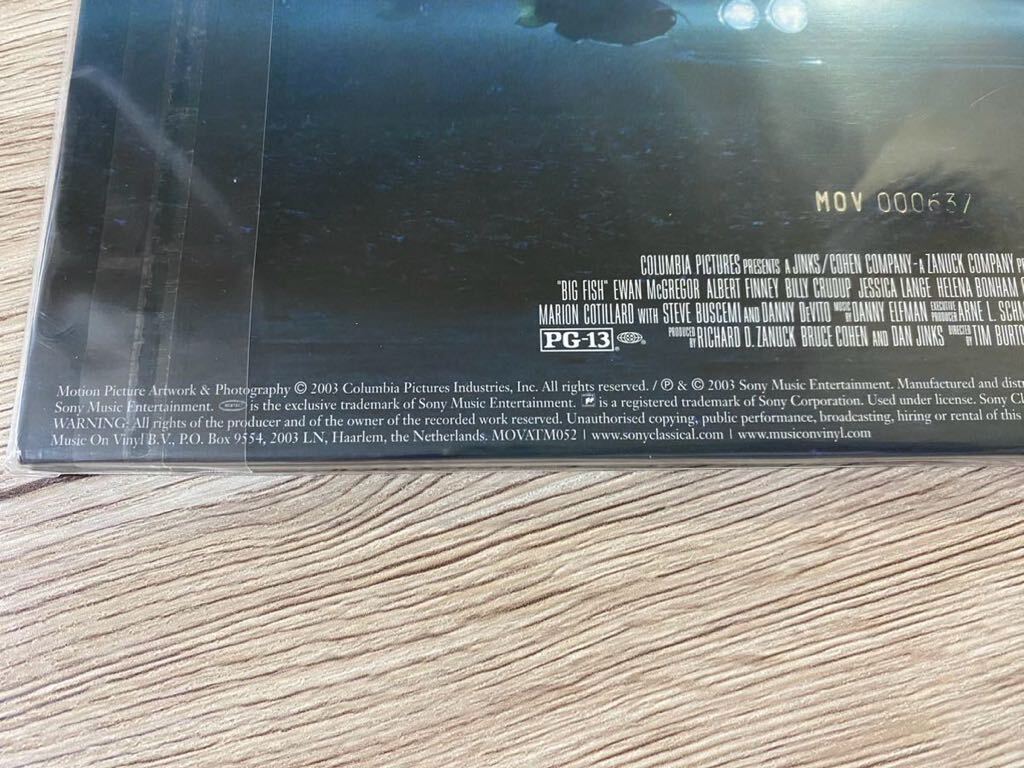 MOV 000637
COLUMBIA PICTURES PRESENTS A JINKS/COHEN COMPANY - A ZANUCK COMPANY
"BIG FISH" EWAN McGREGOR ALBERT FINNEY BILLY CRUDUP JESSICA LANGE HELENA BONHAM
MARION COTILLARD WITH STEVE BUSCEMI AND DANNY DeVITO MUSIC BY DANNY ELFMAN EXECUTIVE PRODUCER ARNE L.
PG-13 PRODUCED BY RICHARD D. ZANUCK BRUCE COHEN AND DAN JINKS DIRECTED BY TIM
Motion Picture Artwork & Photography © 2003 Columbia Pictures Industries, Inc. All rights reserved. / ℗ & © 2003 Sony Music Entertainment. Manufactured and
Sony Music Entertainment. is the exclusive trademark of Sony Music Entertainment. is a registered trademark of Sony Corporation. Used under license. Sony
WARNING: All rights of the producer and of the owner of the recorded work reserved. Unauthorised copying, public performance, broadcasting, hiring or rental of this
Music On Vinyl B.V., P.O. Box 9554, 2003 LN, Haarlem, the Netherlands. MOVATM052 | www.sonyclassical.com | www.musiconvinyl.com